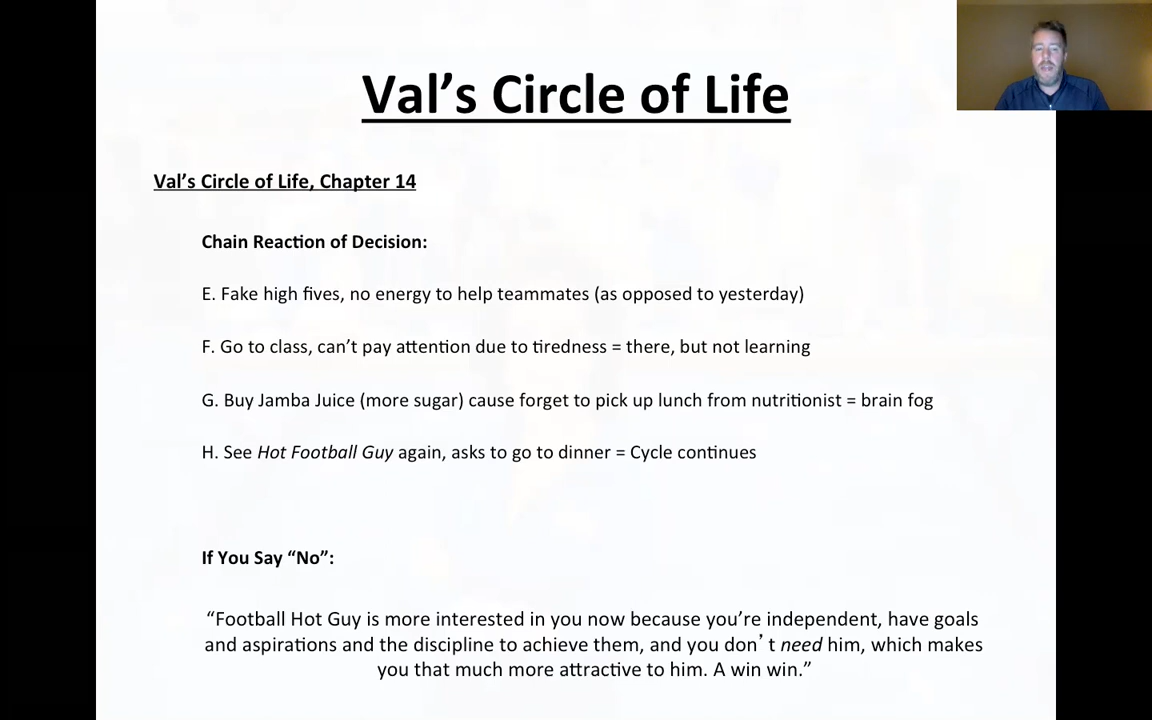 Val’s Circle of Life
Val’s Circle of Life, Chapter 14
Chain Reaction of Decision:
E. Fake high fives, no energy to help teammates (as opposed to yesterday)
F. Go to class, can’t pay attention due to tiredness = there, but not learning
G. Buy Jamba Juice (more sugar) cause forget to pick up lunch from nutritionist = brain fog
H. See Hot Football Guy again, asks to go to dinner = Cycle continues
If You Say “No”:
“Football Hot Guy is more interested in you now because you’re independent, have goals
and aspirations and the discipline to achieve them, and you don’t need him, which makes
you that much more attractive to him. A win win.”